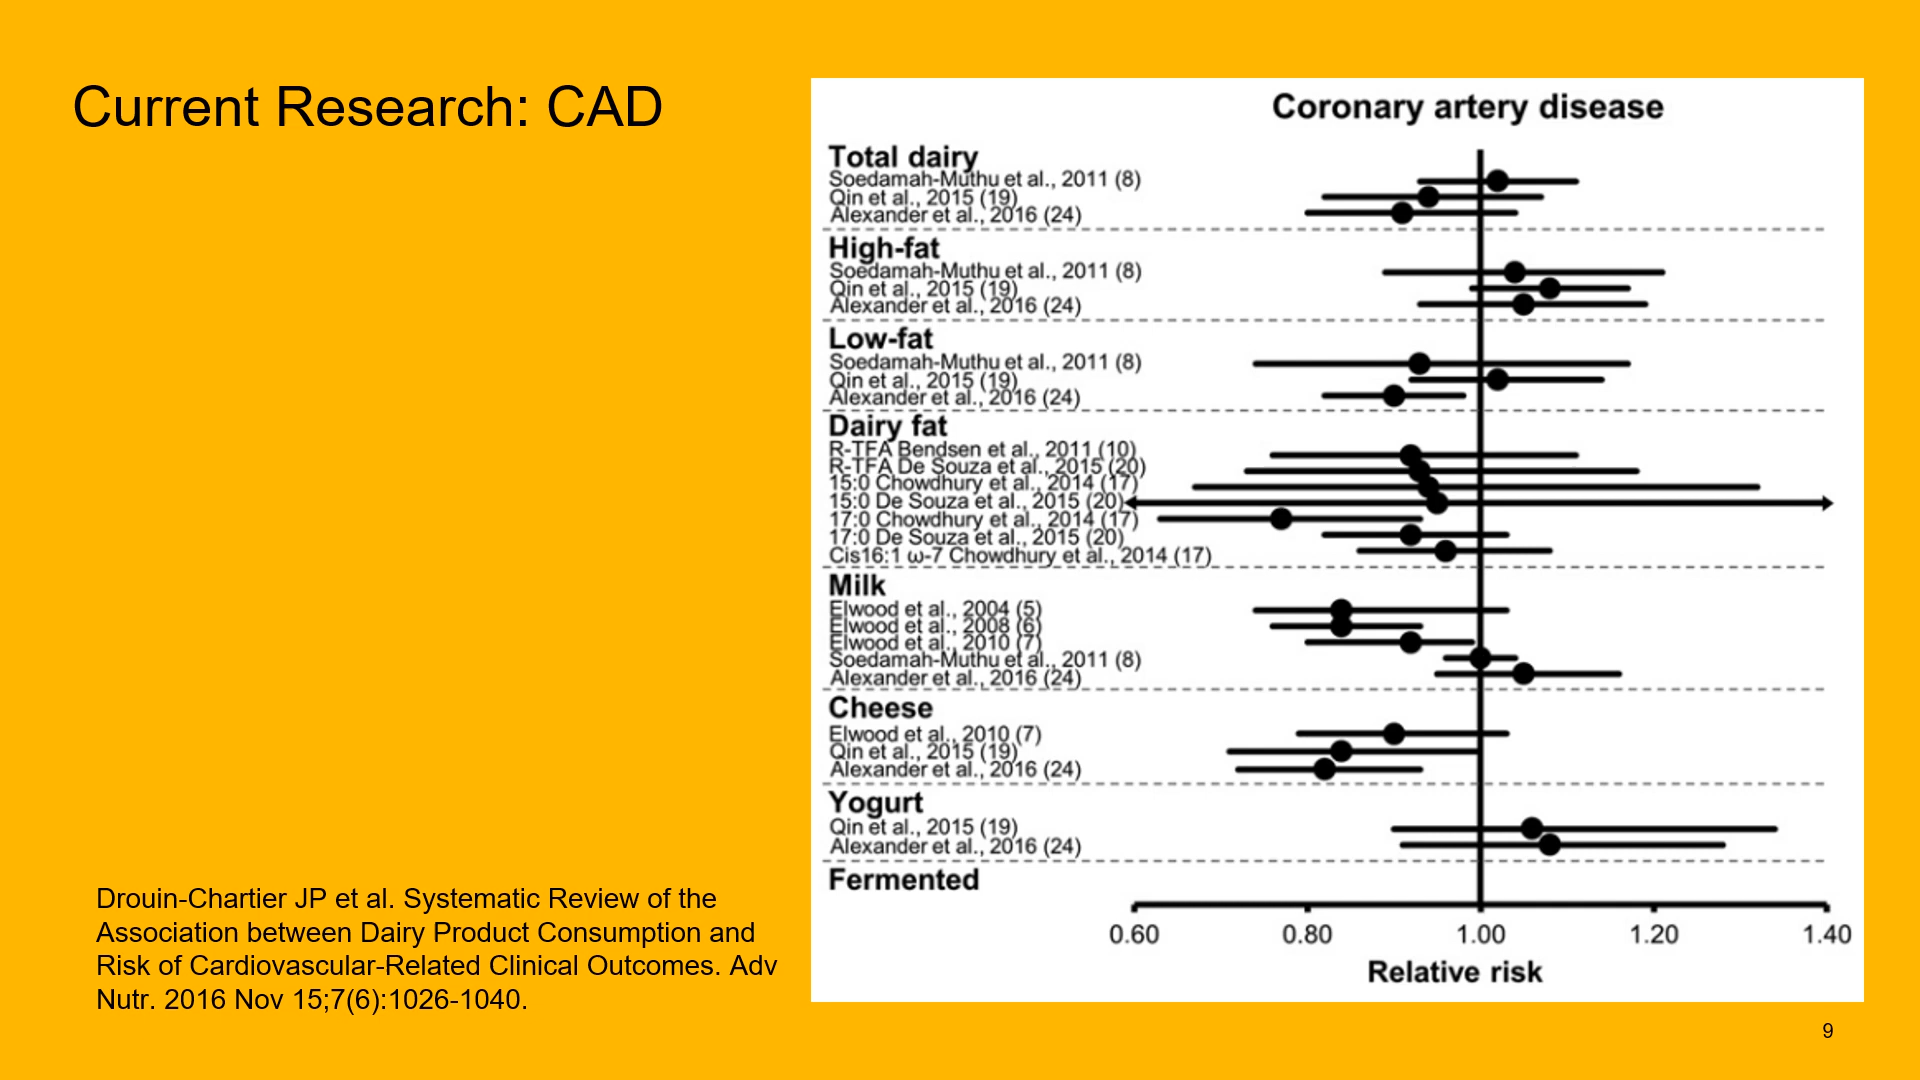 Current Research: CAD
Coronary artery disease
Total dairy
Soedamah-Muthu et al., 2011 (8)
Qin et al., 2015 (19)
Alexander et al., 2016 (24)
High-fat
Soedamah-Muthu et al., 2011 (8)
Qin et al., 2015 (19)
Alexander et al., 2016 (24)
Low-fat
Soedamah-Muthu et al., 2011 (8)
Qin et al., 2015 (19)
Alexander et al., 2016 (24)
Dairy fat
R-TFA Bendsen et al., 2011 (10)
R-TFA De Souza et al., 2015 (20)
15:0 Chowdhury et al., 2014 (17)
15:0 De Souza et al., 2015 (20)
17:0 Chowdhury et al., 2014 (17)
17:0 De Souza et al., 2015 (20)
Cis16:1 ω-7 Chowdhury et al., 2014 (17)
Milk
Elwood et al., 2004 (5)
Elwood et al., 2008 (6)
Elwood et al., 2010 (7)
Soedamah-Muthu et al., 2011 (8)
Alexander et al., 2016 (24)
Cheese
Elwood et al., 2010 (7)
Qin et al., 2015 (19)
Alexander et al., 2016 (24)
Yogurt
Qin et al., 2015 (19)
Alexander et al., 2016 (24)
Fermented
0.60 0.80 1.00 1.20 1.40
Relative risk
Drouin-Chartier JP et al. Systematic Review of the
Association between Dairy Product Consumption and
Risk of Cardiovascular-Related Clinical Outcomes. Adv
Nutr. 2016 Nov 15;7(6):1026-1040.
9